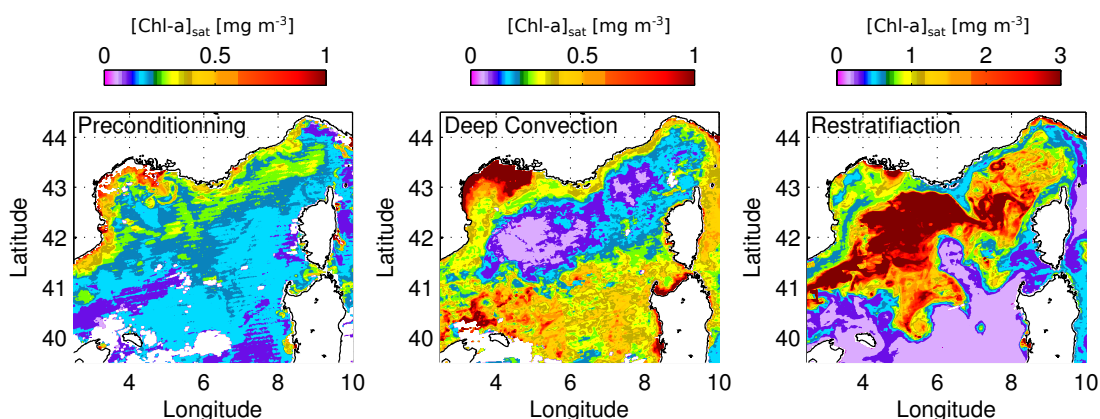 [Chl-a]sat [mg m-3] [Chl-a]sat [mg m-3] [Chl-a]sat [mg m-3]
0 0.5 1 0 0.5 1 0 1 2 3
Preconditionning Deep Convection Restratifiaction
44 44 44
43 43 43
42 42 42
41 41 41
40 40 40
Latitude Latitude Latitude
4 6 8 10 4 6 8 10 4 6 8 10
Longitude Longitude Longitude